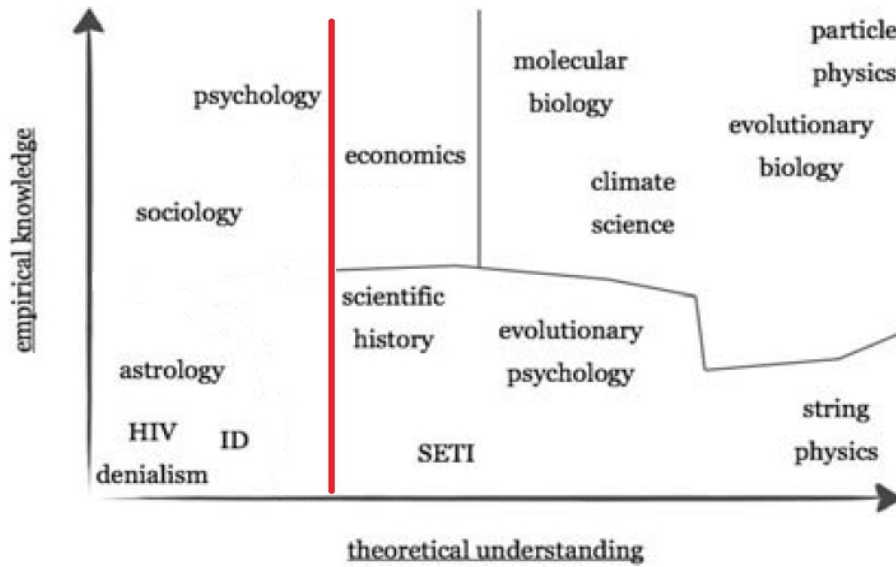 particle
physics
molecular
biology
psychology
evolutionary
biology
economics
climate
science
sociology
empirical knowledge
scientific
history
evolutionary
psychology
astrology
string
physics
HIV
denialism
ID
SETI
theoretical understanding